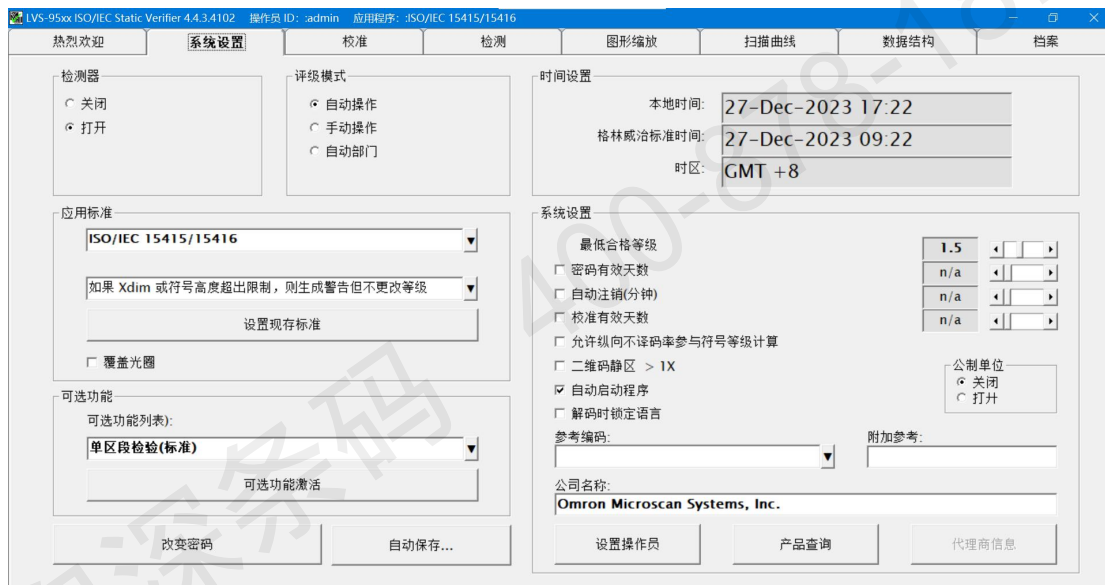 LVS-95xx ISO/IEC Static Verifier 4.4.3.4102 操作员 ID: :admin 应用程序: :ISO/IEC 15415/15416
热烈欢迎 系统设置 校准 检测 图形缩放 扫描曲线 数据结构 档案
检测器
关闭
打开
评级模式
自动操作
手动操作
自动部门
时间设置
本地时间: 27-Dec-2023 17:22
格林威治标准时间: 27-Dec-2023 09:22
时区: GMT +8
应用标准
ISO/IEC 15415/15416
如果 Xdim 或符号高度超出限制，则生成警告但不更改等级
设置现存标准
覆盖光圈
可选功能
可选功能列表):
单区段检验(标准)
可选功能激活
改变密码
自动保存...
系统设置
最低合格等级 1.5
密码有效天数 n/a
自动注销(分钟) n/a
校准有效天数 n/a
允许纵向不译码率参与符号等级计算
二维码静区 > 1X
自动启动程序
解码时锁定语言
公制单位
关闭
打开
参考编码:
附加参考:
公司名称:
Omron Microscan Systems, Inc.
设置操作员
产品查询
代理商信息
深条码 400-878-18